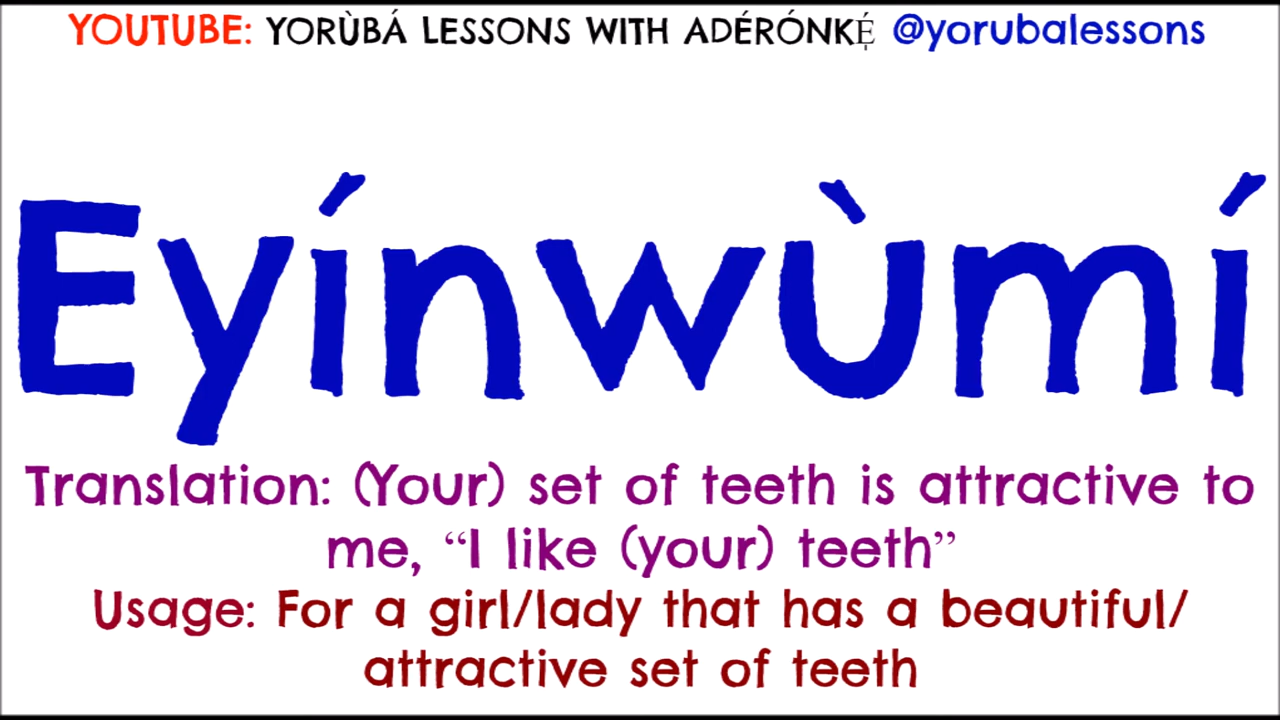 YOUTUBE: YORÙBÁ LESSONS WITH ADÉRÓNKẸ́ @yorubalessons
Eyínwùmí
Translation: (Your) set of teeth is attractive to
me, “I like (your) teeth”
Usage: For a girl/lady that has a beautiful/
attractive set of teeth